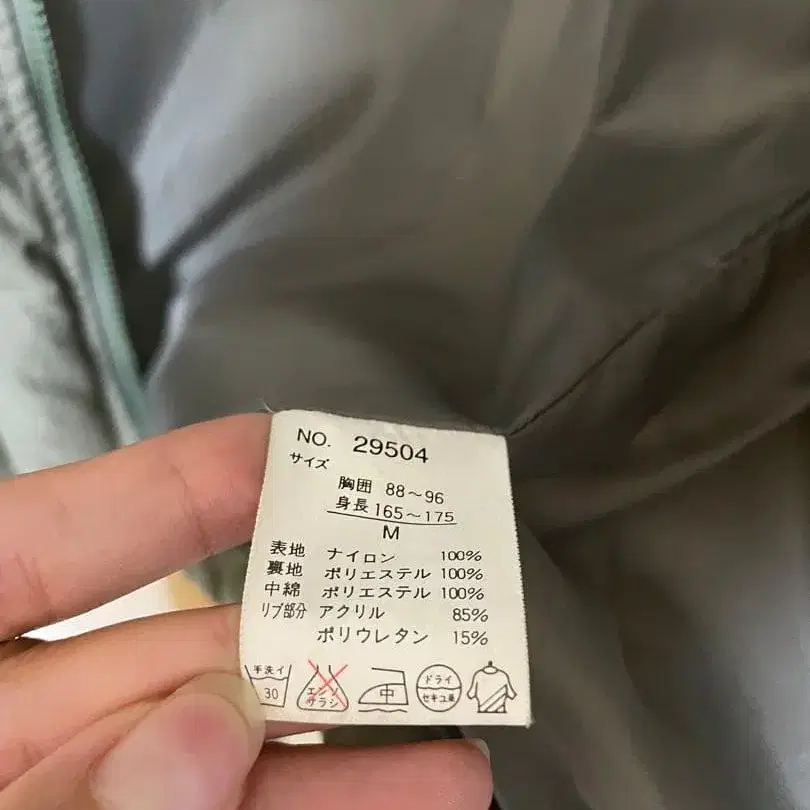 NO. 29504
サイズ
胸囲 88～96
身長 165～175
M
表地 ナイロン 100%
裏地 ポリエステル 100%
中綿 ポリエステル 100%
リブ部分 アクリル 85%
ポリウレタン 15%
手洗イ
30
エンソ
サラシ
中
ドライ
セキユ系